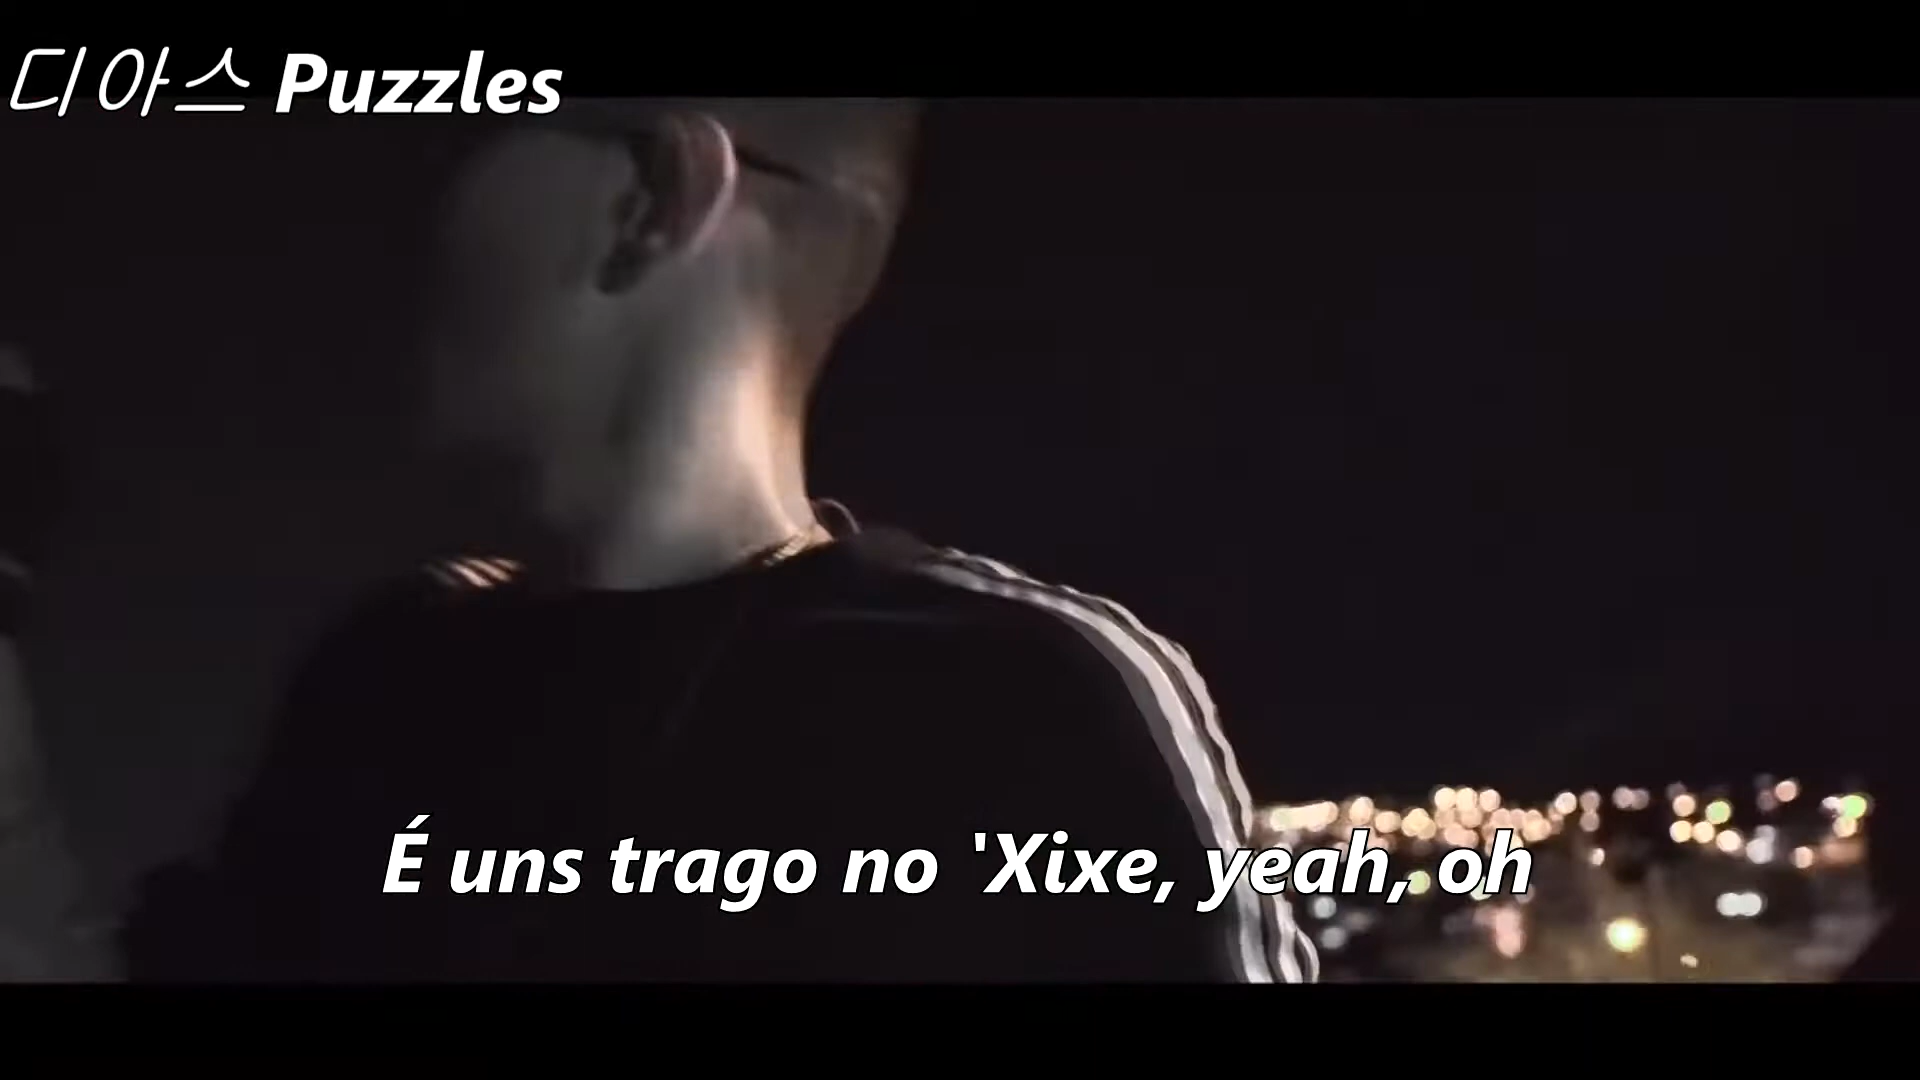 디아스 Puzzles
É uns trago no 'Xixe, yeah, oh